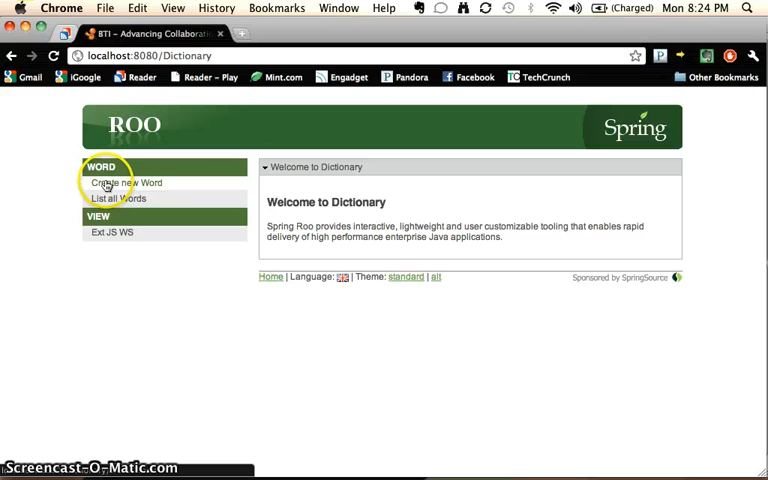 Chrome File Edit View History Bookmarks Window Help (Charged) Mon 8:24 PM
BTI – Advancing Collaborati
localhost:8080/Dictionary
Gmail iGoogle Reader Reader - Play Mint.com Engadget Pandora Facebook TechCrunch Other Bookmarks
ROO
Spring
WORD
Create new Word
List all Words
VIEW
Ext JS WS
Welcome to Dictionary
Welcome to Dictionary
Spring Roo provides interactive, lightweight and user customizable tooling that enables rapid
delivery of high performance enterprise Java applications.
Home | Language: | Theme: standard | alt
Sponsored by SpringSource
Screencast-O-Matic.com